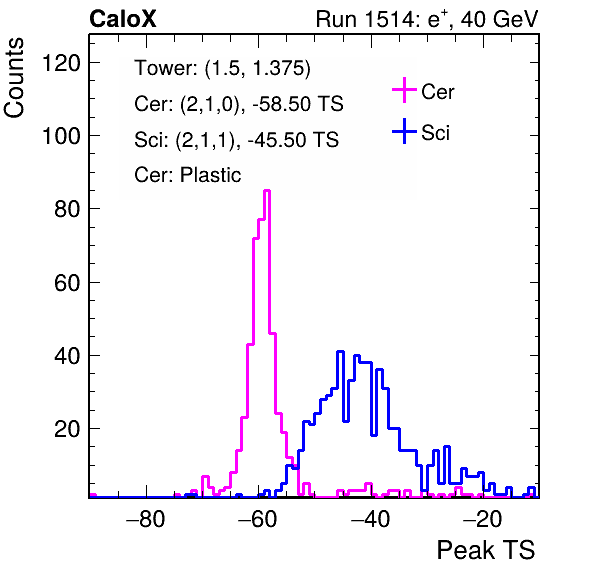 CaloX Run 1514: e⁺, 40 GeV
Counts
Tower: (1.5, 1.375)
Cer: (2,1,0), -58.50 TS
Sci: (2,1,1), -45.50 TS
Cer: Plastic
Cer
Sci
120
100
80
60
40
20
−80 −60 −40 −20
Peak TS